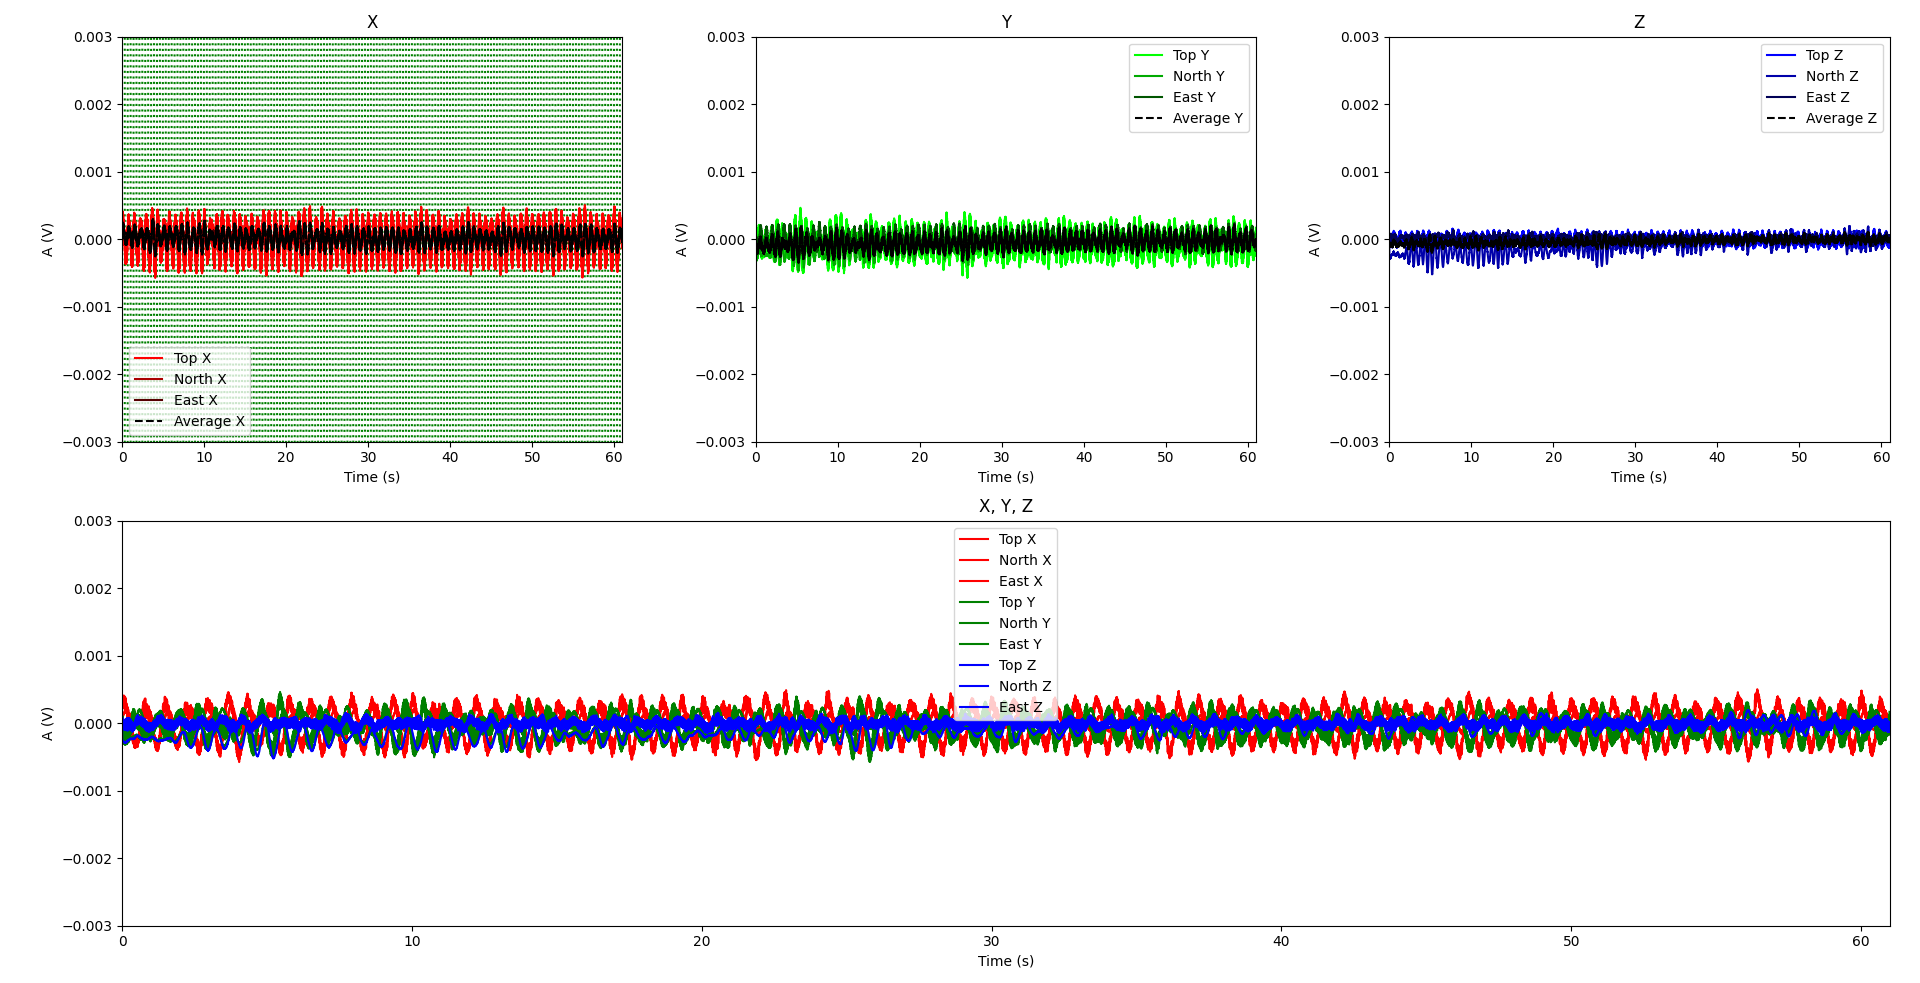 X
0.003
0.002
0.001
0.000
−0.001
−0.002
−0.003
A (V)
Top X
North X
East X
Average X
0 10 20 30 40 50 60
Time (s)
Y
0.003
0.002
0.001
0.000
−0.001
−0.002
−0.003
A (V)
Top Y
North Y
East Y
Average Y
0 10 20 30 40 50 60
Time (s)
Z
0.003
0.002
0.001
0.000
−0.001
−0.002
−0.003
A (V)
Top Z
North Z
East Z
Average Z
0 10 20 30 40 50 60
Time (s)
X, Y, Z
0.003
0.002
0.001
0.000
−0.001
−0.002
−0.003
A (V)
Top X
North X
East X
Top Y
North Y
East Y
Top Z
North Z
East Z
0 10 20 30 40 50 60
Time (s)